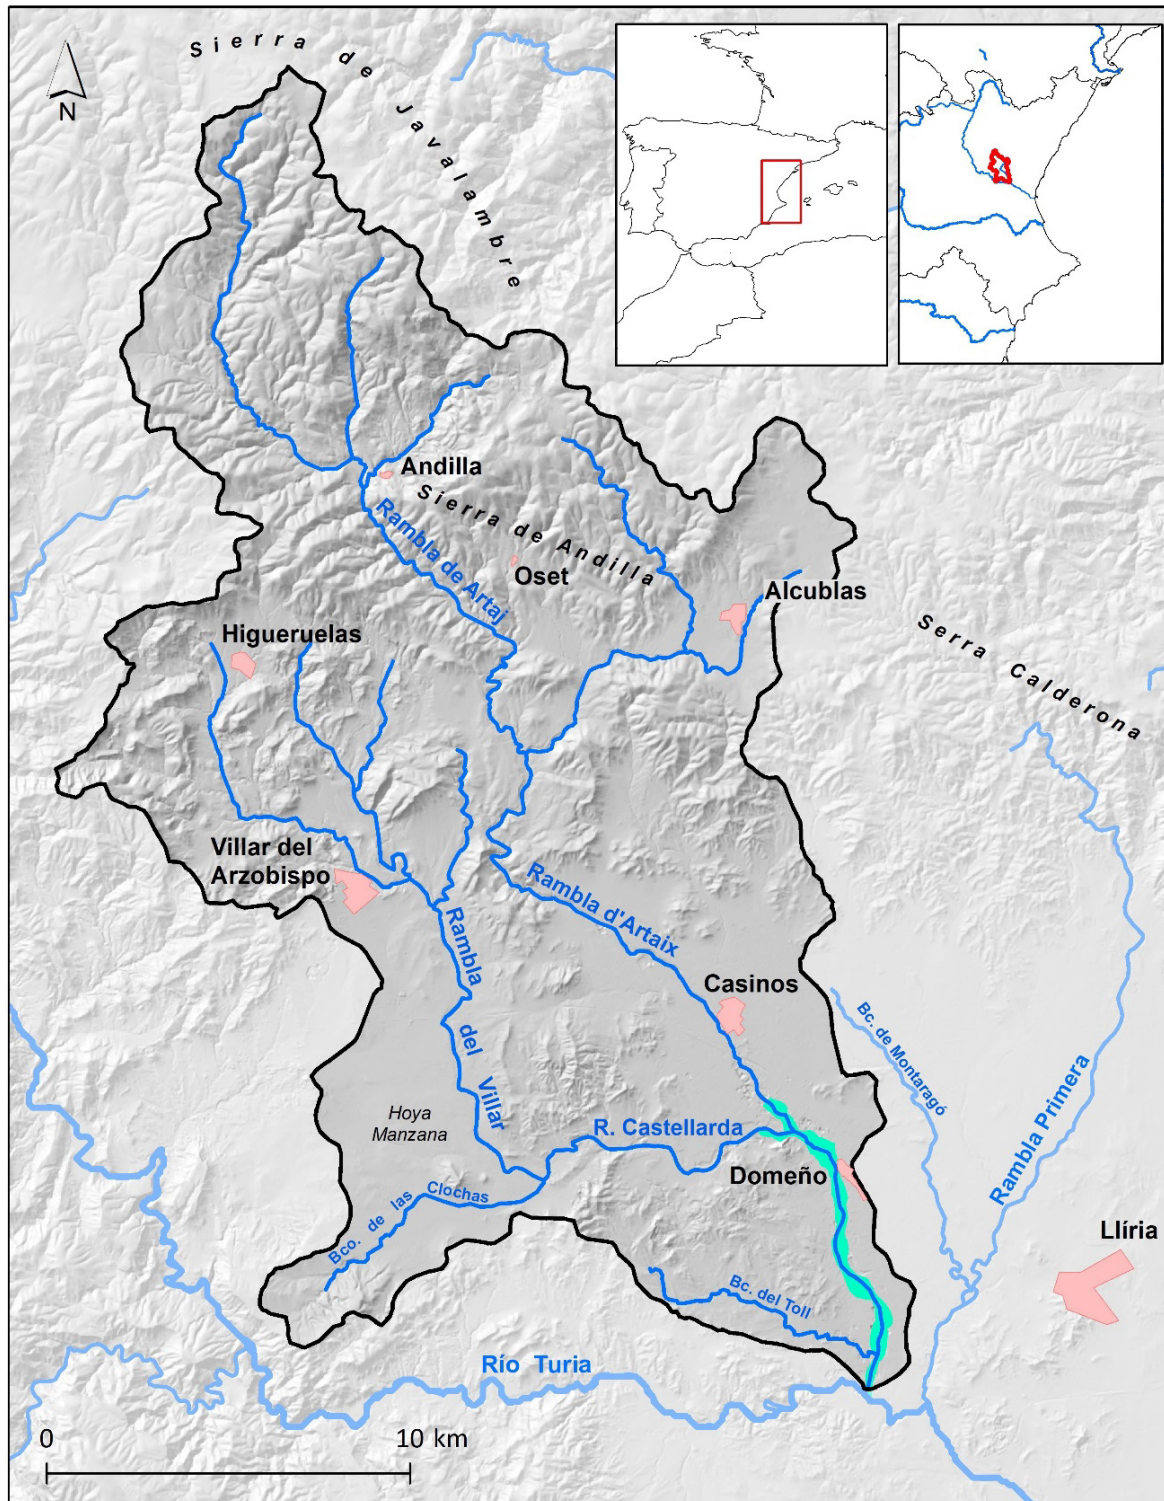 Sierra de Javalambre
N
Andilla
Sierra de Andilla
Rambla de Artaj
Oset
Alcublas
Higueruelas
Serra Calderona
Villar del
Arzobispo
Rambla d'Artaix
Rambla del Villar
Casinos
Bc. de Montaragó
Rambla Primera
Hoya
Manzana
R. Castellarda
Domeño
Bco. de las Clochas
Llíria
Bc. del Toll
Río Turia
0 10 km